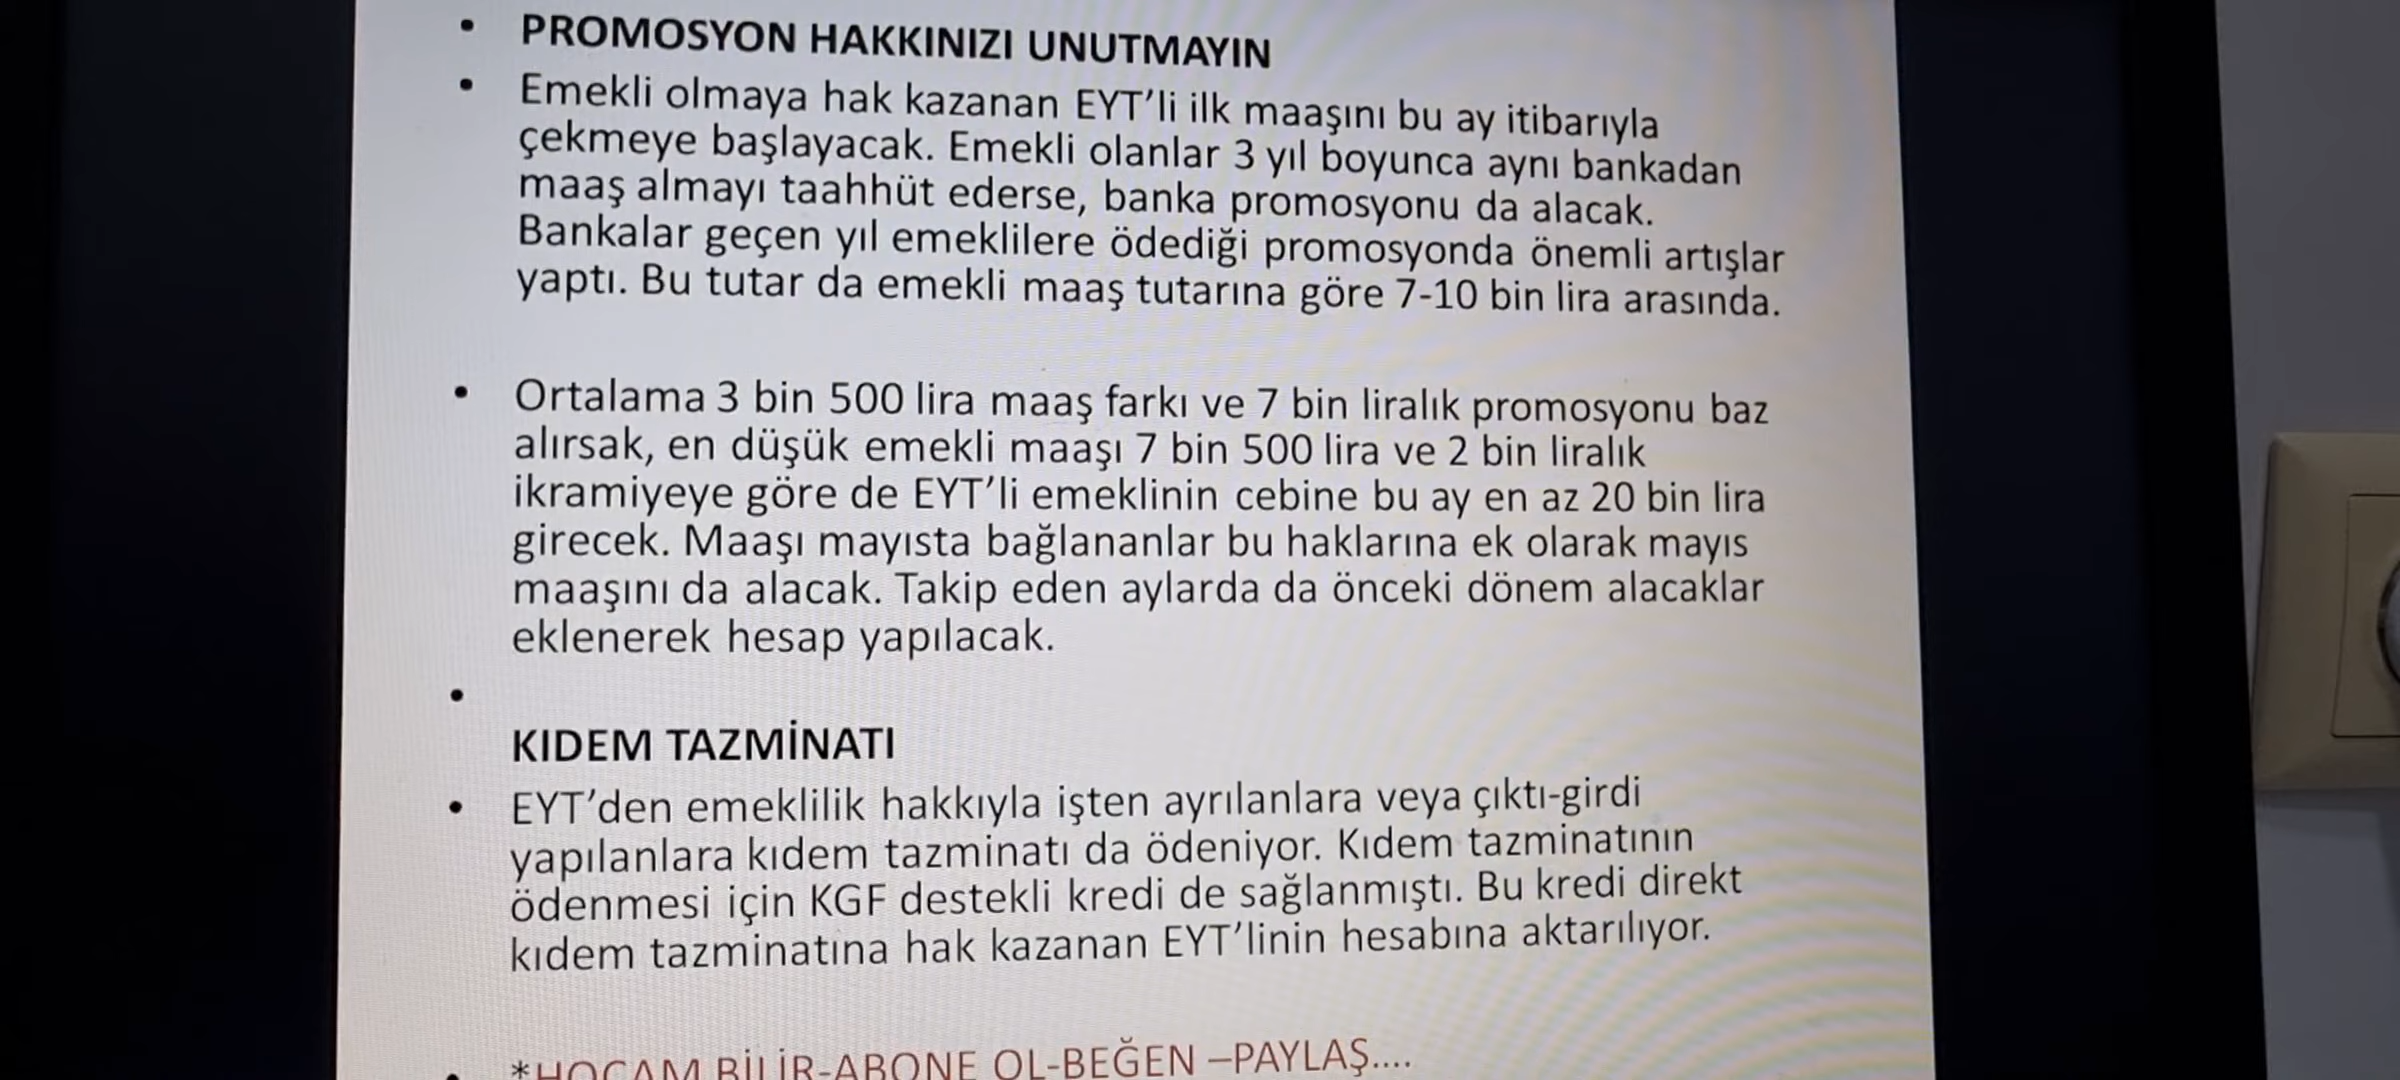 • PROMOSYON HAKKINIZI UNUTMAYIN
• Emekli olmaya hak kazanan EYT'li ilk maaşını bu ay itibarıyla
çekmeye başlayacak. Emekli olanlar 3 yıl boyunca aynı bankadan
maaş almayı taahhüt ederse, banka promosyonu da alacak.
Bankalar geçen yıl emeklilere ödediği promosyonda önemli artışlar
yaptı. Bu tutar da emekli maaş tutarına göre 7-10 bin lira arasında.
• Ortalama 3 bin 500 lira maaş farkı ve 7 bin liralık promosyonu baz
alırsak, en düşük emekli maaşı 7 bin 500 lira ve 2 bin liralık
ikramiyeye göre de EYT'li emeklinin cebine bu ay en az 20 bin lira
girecek. Maaşı mayısta bağlananlar bu haklarına ek olarak mayıs
maaşını da alacak. Takip eden aylarda da önceki dönem alacaklar
eklenerek hesap yapılacak.
•
KIDEM TAZMİNATI
• EYT'den emeklilik hakkıyla işten ayrılanlara veya çıktı-girdi
yapılanlara kıdem tazminatı da ödeniyor. Kıdem tazminatının
ödenmesi için KGF destekli kredi de sağlanmıştı. Bu kredi direkt
kıdem tazminatına hak kazanan EYT'linin hesabına aktarılıyor.
• *HOCAM BİLİR-ABONE OL-BEĞEN –PAYLAŞ....